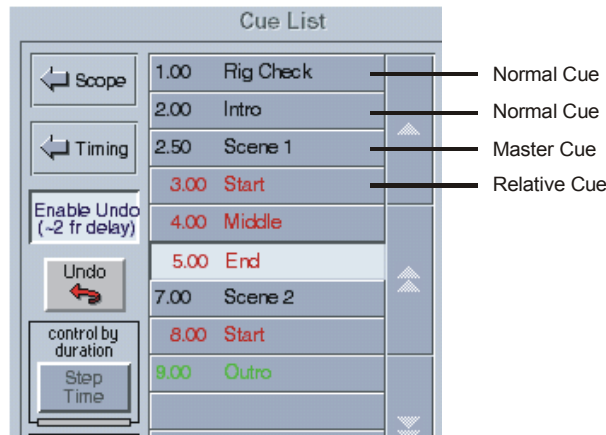 Cue List
Scope
Timing
Enable Undo
(~2 fr delay)
Undo
control by
duration
Step
Time
1.00 Rig Check
2.00 Intro
2.50 Scene 1
3.00 Start
4.00 Middle
5.00 End
7.00 Scene 2
8.00 Start
9.00 Outro
Normal Cue
Normal Cue
Master Cue
Relative Cue